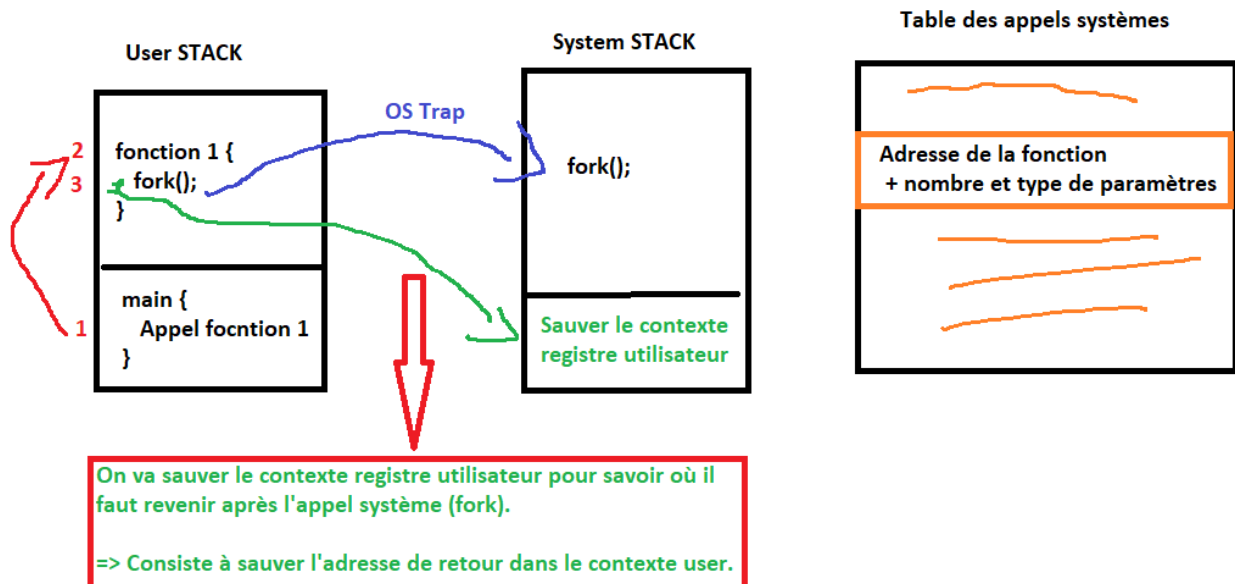 User STACK
System STACK
Table des appels systèmes
OS Trap
2
fonction 1 {
3
fork();
}
fork();
Adresse de la fonction
+ nombre et type de paramètres
main {
1
Appel focntion 1
}
Sauver le contexte
registre utilisateur
On va sauver le contexte registre utilisateur pour savoir où il
faut revenir après l'appel système (fork).
=> Consiste à sauver l'adresse de retour dans le contexte user.